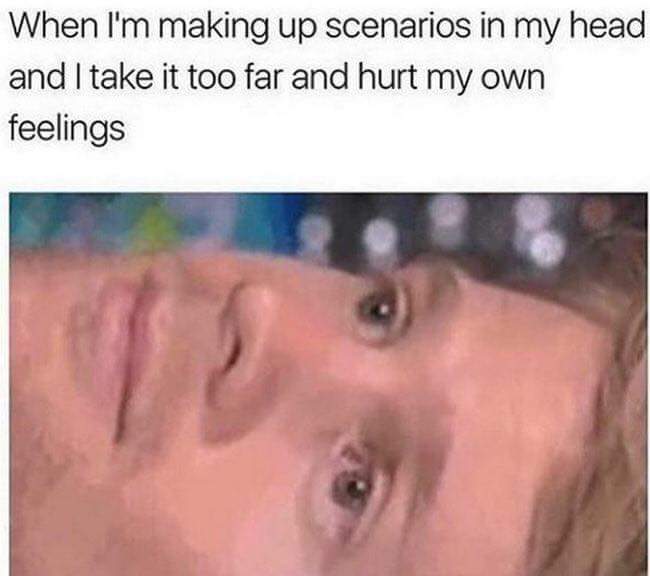 When I'm making up scenarios in my head
and I take it too far and hurt my own
feelings